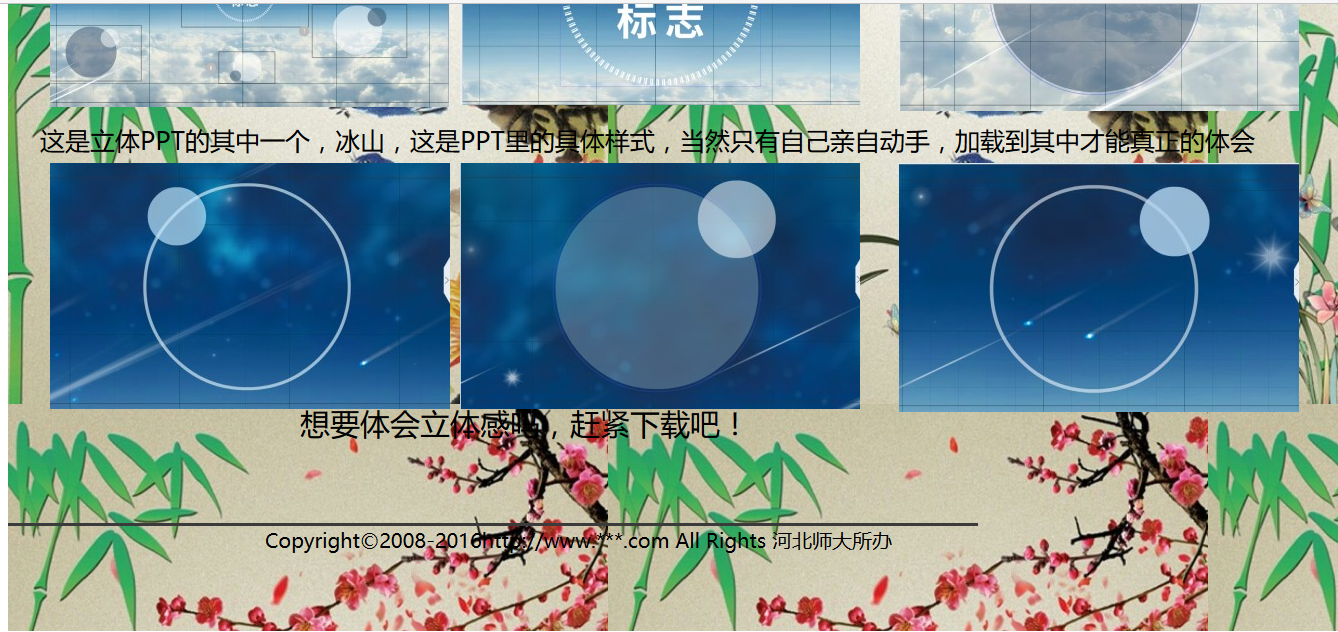 标志
这是立体PPT的其中一个，冰山，这是PPT里的具体样式，当然只有自己亲自动手，加载到其中才能真正的体会
想要体会立体感吗，赶紧下载吧！
Copyright©2008-2016http://www.***.com All Rights 河北师大所办